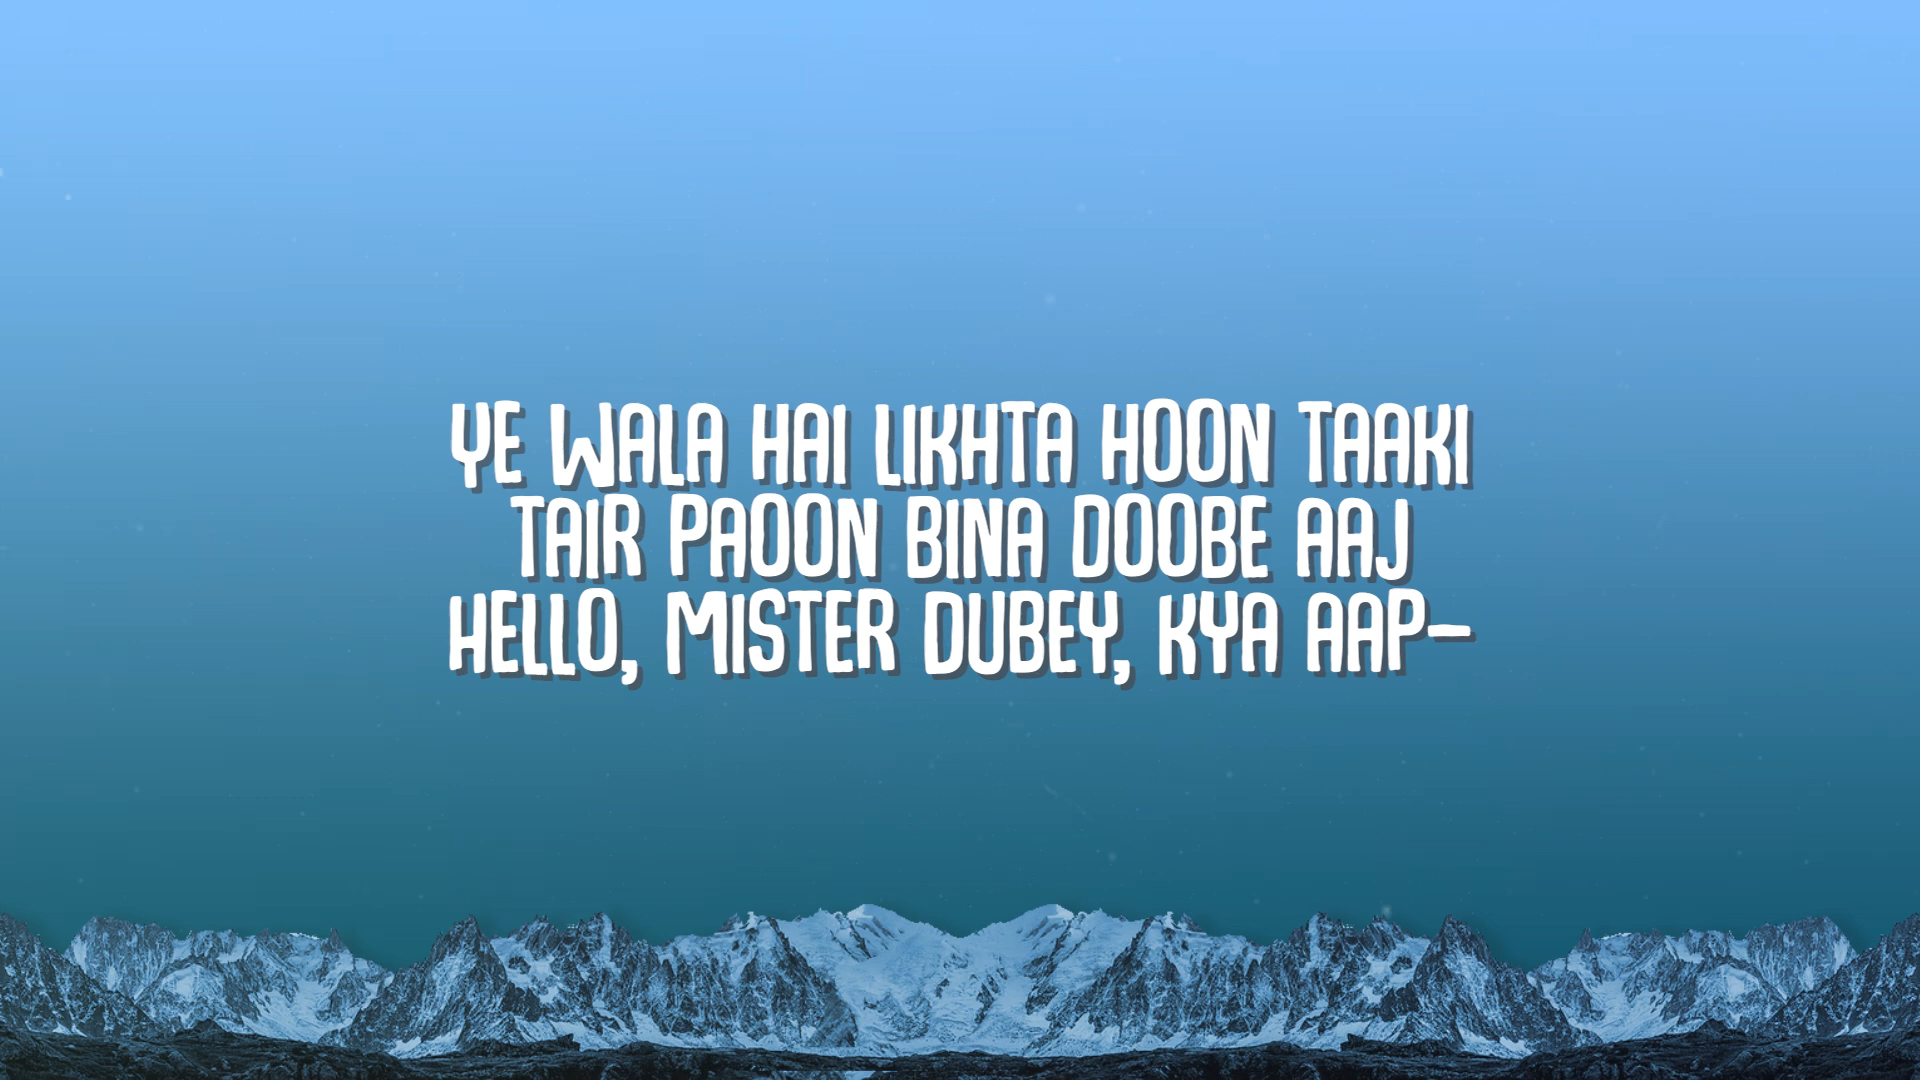 YE WALA HAI LIKHTA HOON TAAKI
TAIR PAOON BINA DOOBE AAJ
HELLO, MISTER DUBEY, KYA AAP-